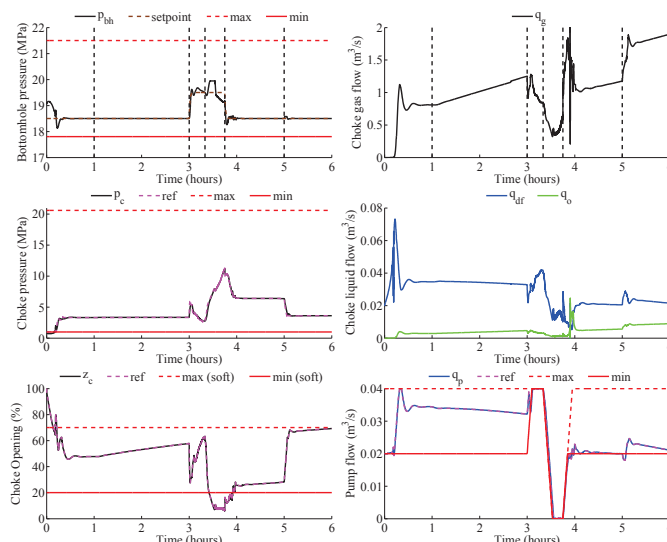 p_bh setpoint max min
Bottomhole pressure (MPa)
22
21
20
19
18
17
0 1 2 3 4 5 6
Time (hours)
q_g
Choke gas flow (m³/s)
2
1.5
1
0.5
0
0 1 2 3 4 5
Time (hours)
p_c ref max min
Choke pressure (MPa)
20
15
10
5
0
0 1 2 3 4 5 6
Time (hours)
q_df q_o
Choke liquid flow (m³/s)
0.08
0.06
0.04
0.02
0
0 1 2 3 4 5
Time (hours)
z_c ref max (soft) min (soft)
Choke Opening (%)
100
80
60
40
20
0
0 1 2 3 4 5 6
Time (hours)
q_p ref max min
Pump flow (m³/s)
0.04
0.03
0.02
0.01
0
0 1 2 3 4 5
Time (hours)